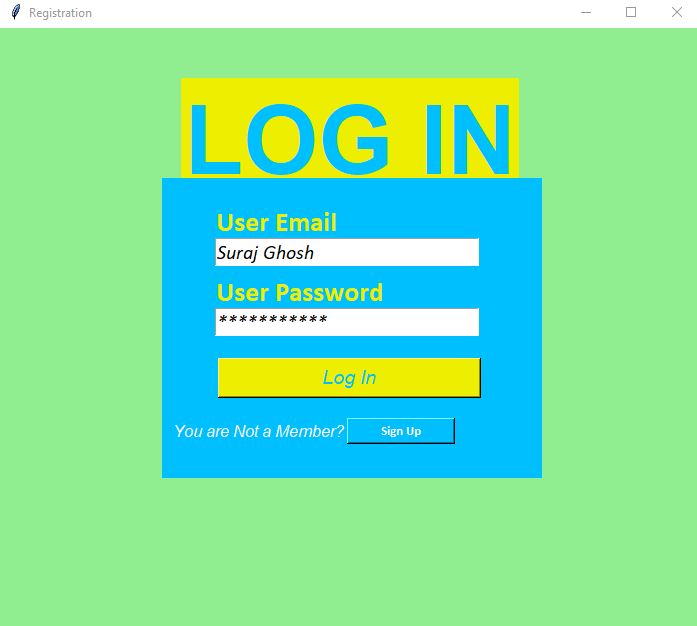 Registration
LOG IN
User Email
Suraj Ghosh
User Password
***********
Log In
You are Not a Member? Sign Up